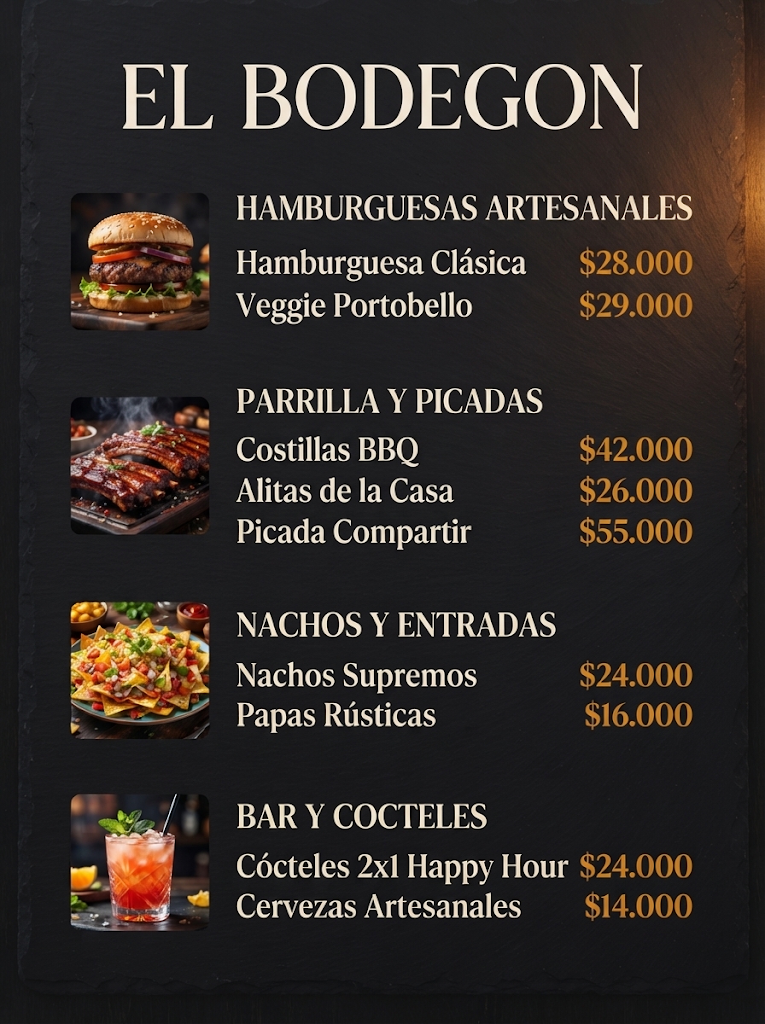 EL BODEGON
HAMBURGUESAS ARTESANALES
Hamburguesa Clásica $28.000
Veggie Portobello $29.000
PARRILLA Y PICADAS
Costillas BBQ $42.000
Alitas de la Casa $26.000
Picada Compartir $55.000
NACHOS Y ENTRADAS
Nachos Supremos $24.000
Papas Rústicas $16.000
BAR Y COCTELES
Cócteles 2x1 Happy Hour $24.000
Cervezas Artesanales $14.000